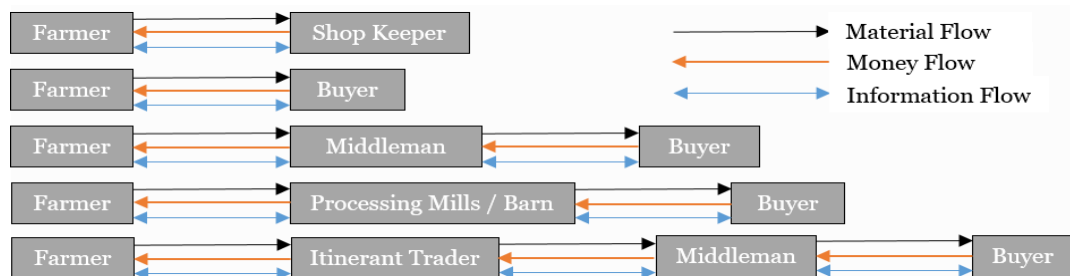 Farmer Shop Keeper Material Flow
Money Flow
Farmer Buyer Information Flow
Farmer Middleman Buyer
Farmer Processing Mills / Barn Buyer
Farmer Itinerant Trader Middleman Buyer